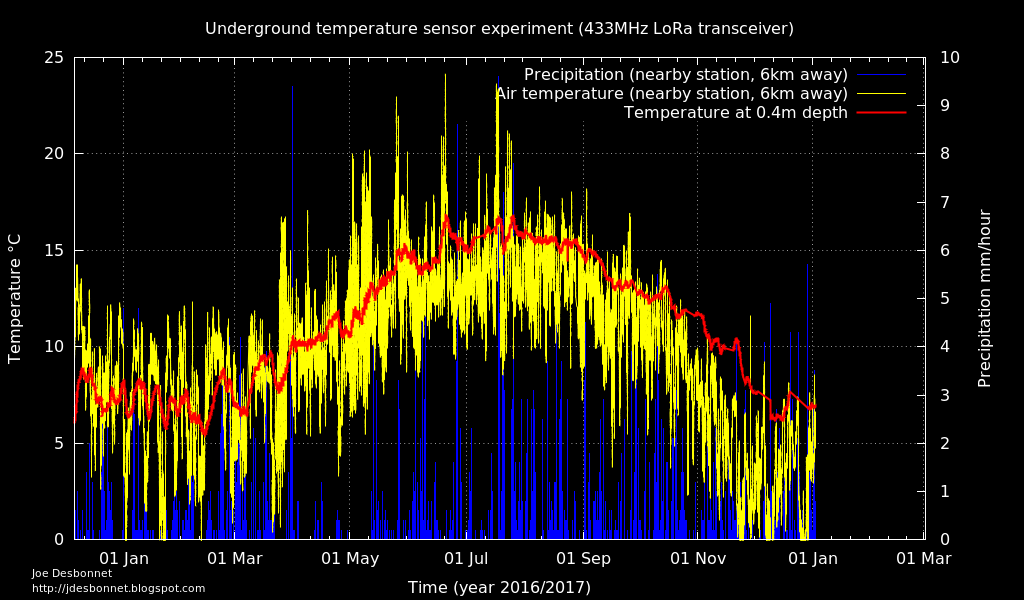 Underground temperature sensor experiment (433MHz LoRa transceiver)
Precipitation (nearby station, 6km away)
Air temperature (nearby station, 6km away)
Temperature at 0.4m depth
25
20
15
10
5
0
Temperature °C
10
9
8
7
6
5
4
3
2
1
0
Precipitation mm/hour
01 Jan 01 Mar 01 May 01 Jul 01 Sep 01 Nov 01 Jan 01 Mar
Time (year 2016/2017)
Joe Desbonnet
http://jdesbonnet.blogspot.com